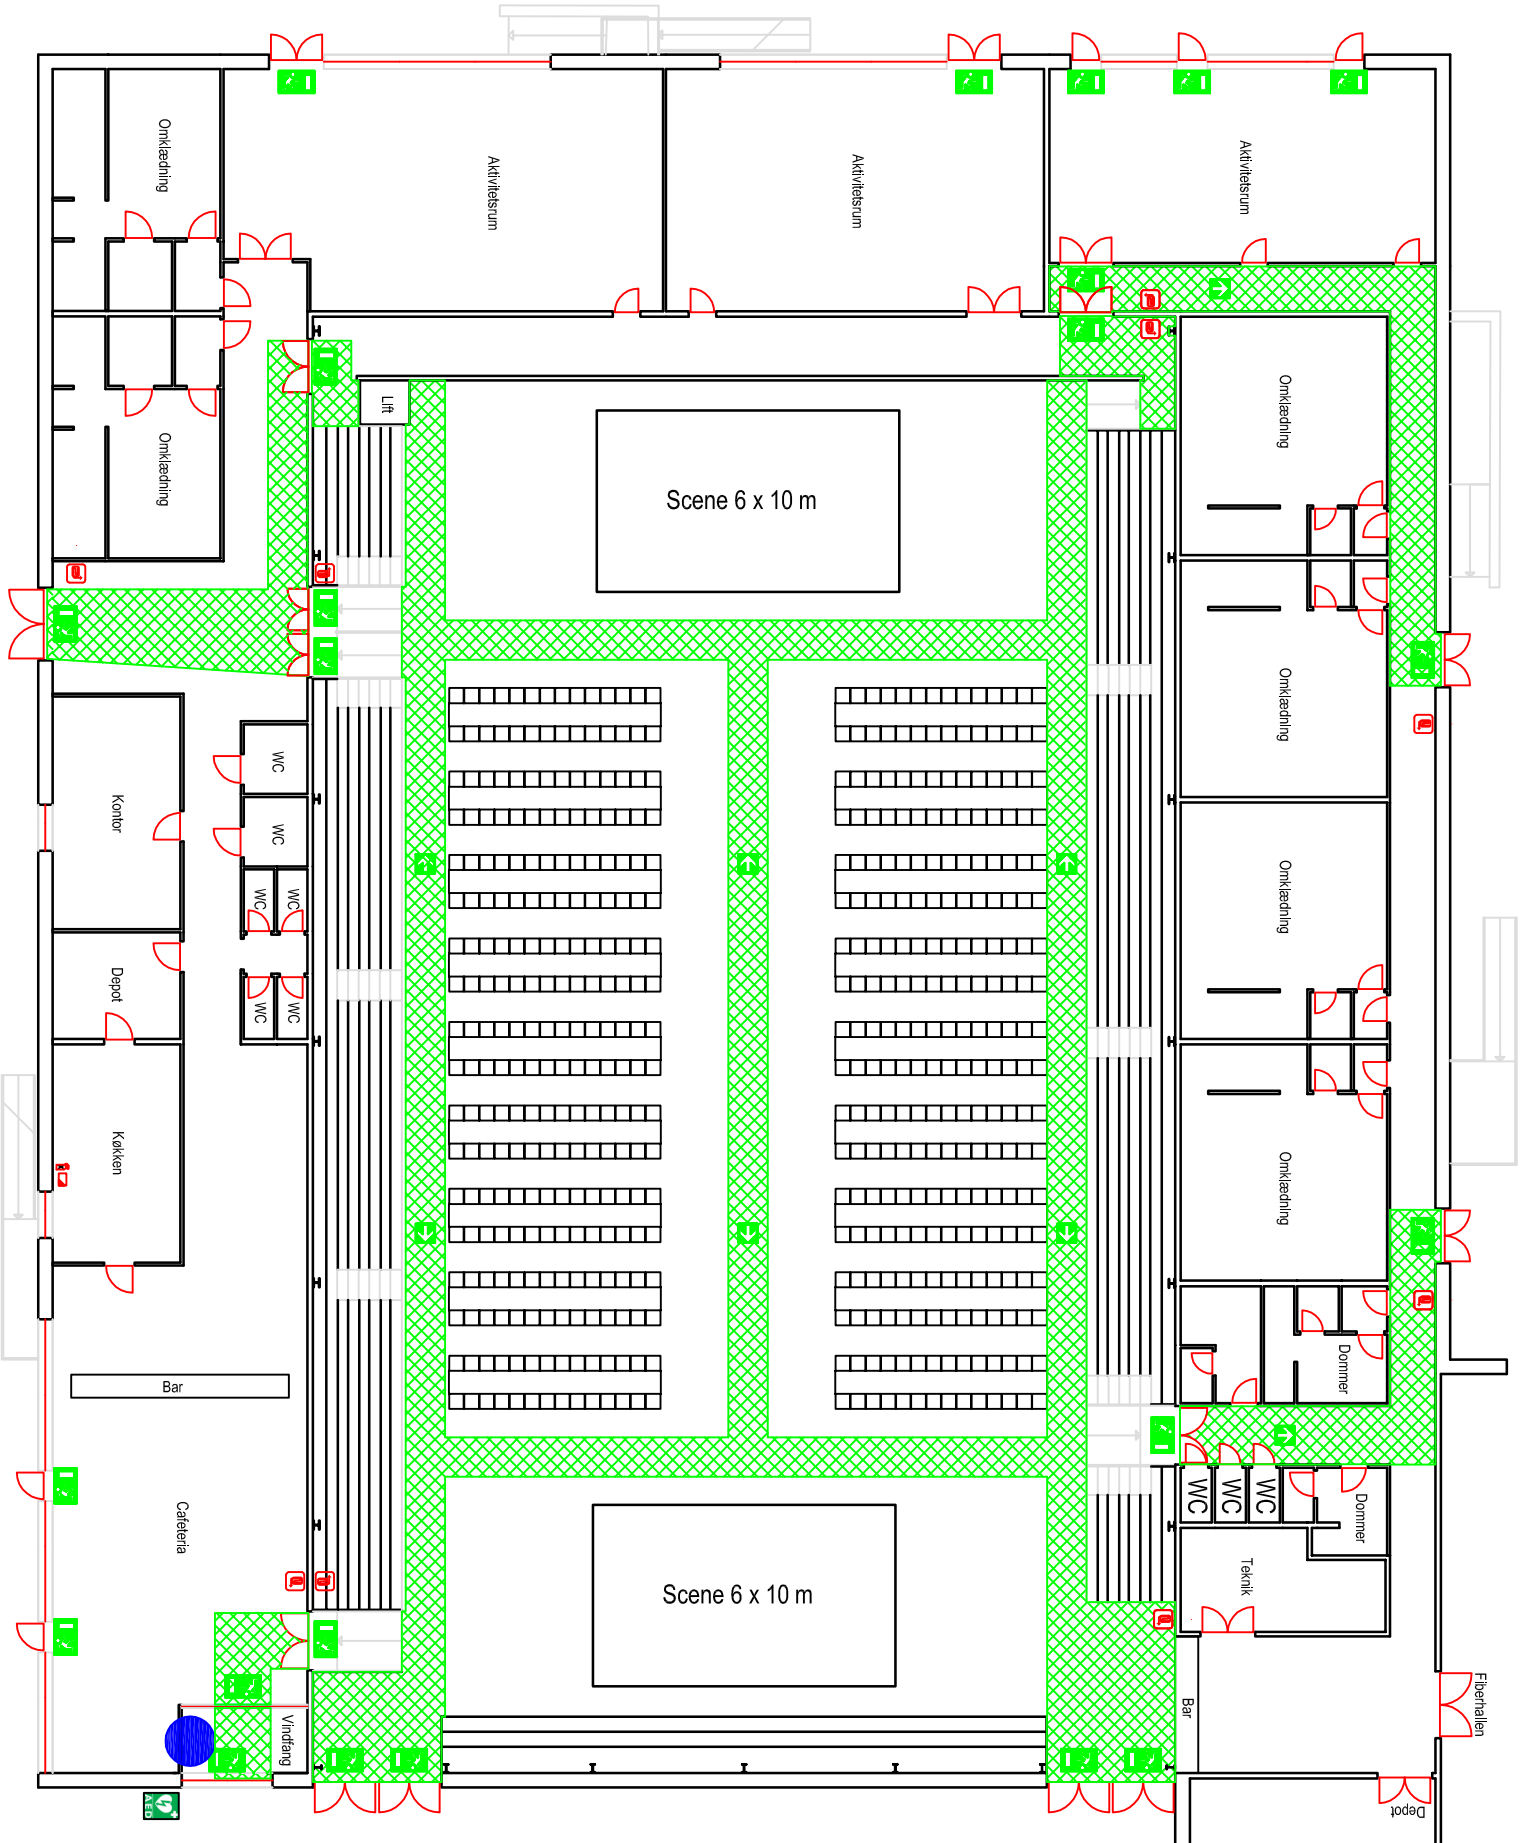 Omklædning
Aktivitetsrum
Aktivitetsrum
Aktivitetsrum
Lift
Omklædning
Omklædning
Scene 6 x 10 m
Omklædning
Kontor
WC
WC
WC
WC
Omklædning
Depot
WC
WC
Køkken
Omklædning
Bar
Dommer
Cafeteria
WC
WC
WC
Dommer
Teknik
Scene 6 x 10 m
Vindfang
Bar
Fiberhallen
AED
Depot